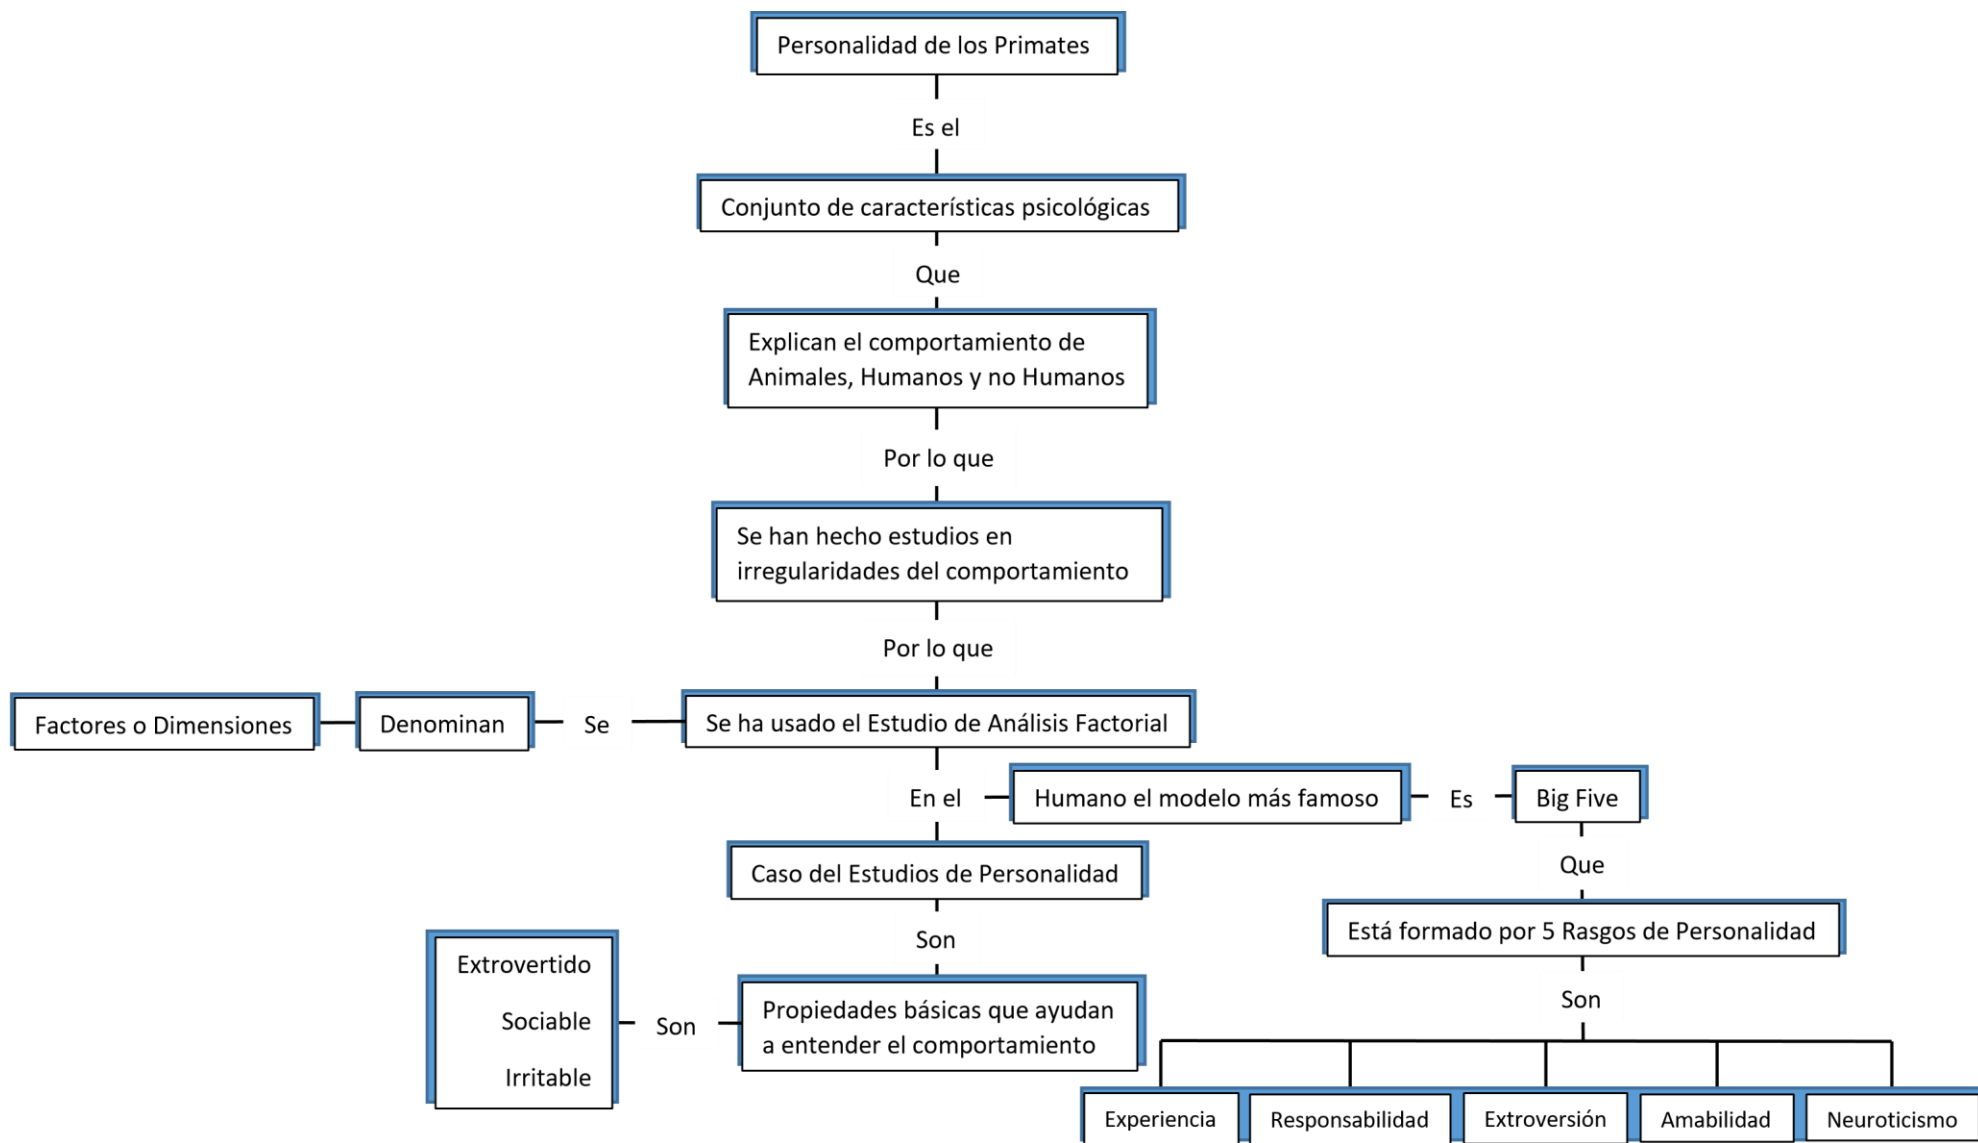 Personalidad de los Primates
Es el
Conjunto de características psicológicas
Que
Explican el comportamiento de
Animales, Humanos y no Humanos
Por lo que
Se han hecho estudios en
irregularidades del comportamiento
Por lo que
Factores o Dimensiones
Denominan
Se
Se ha usado el Estudio de Análisis Factorial
En el
Humano el modelo más famoso
Es
Big Five
Caso del Estudios de Personalidad
Que
Está formado por 5 Rasgos de Personalidad
Son
Extrovertido
Sociable
Irritable
Son
Propiedades básicas que ayudan
a entender el comportamiento
Son
Experiencia
Responsabilidad
Extroversión
Amabilidad
Neuroticismo